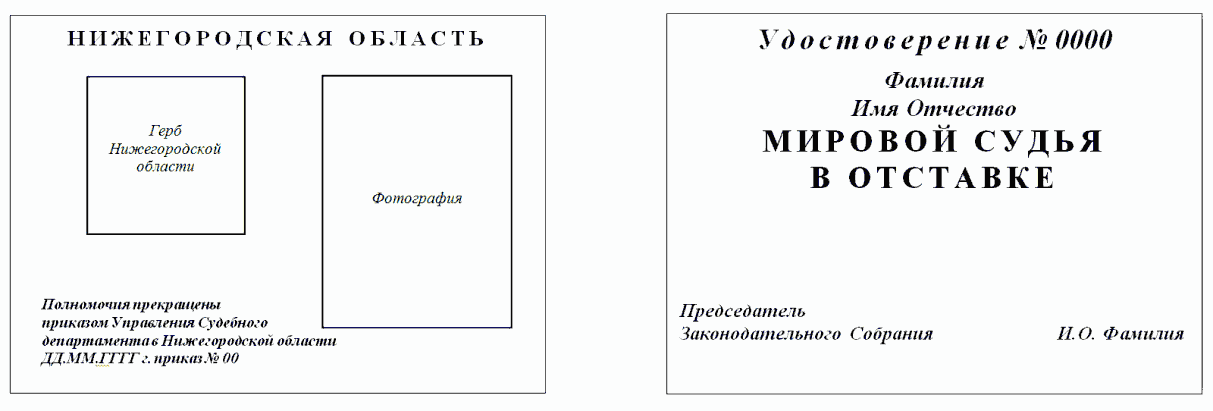 НИЖЕГОРОДСКАЯ ОБЛАСТЬ
Герб
Нижегородской
области
Фотография
Полномочия прекращены
приказом Управления Судебного
департамента в Нижегородской области
ДД.ММ.ГГГГ г. приказ № 00
Удостоверение № 0000
Фамилия
Имя Отчество
МИРОВОЙ СУДЬЯ
В ОТСТАВКЕ
Председатель
Законодательного Собрания И.О. Фамилия